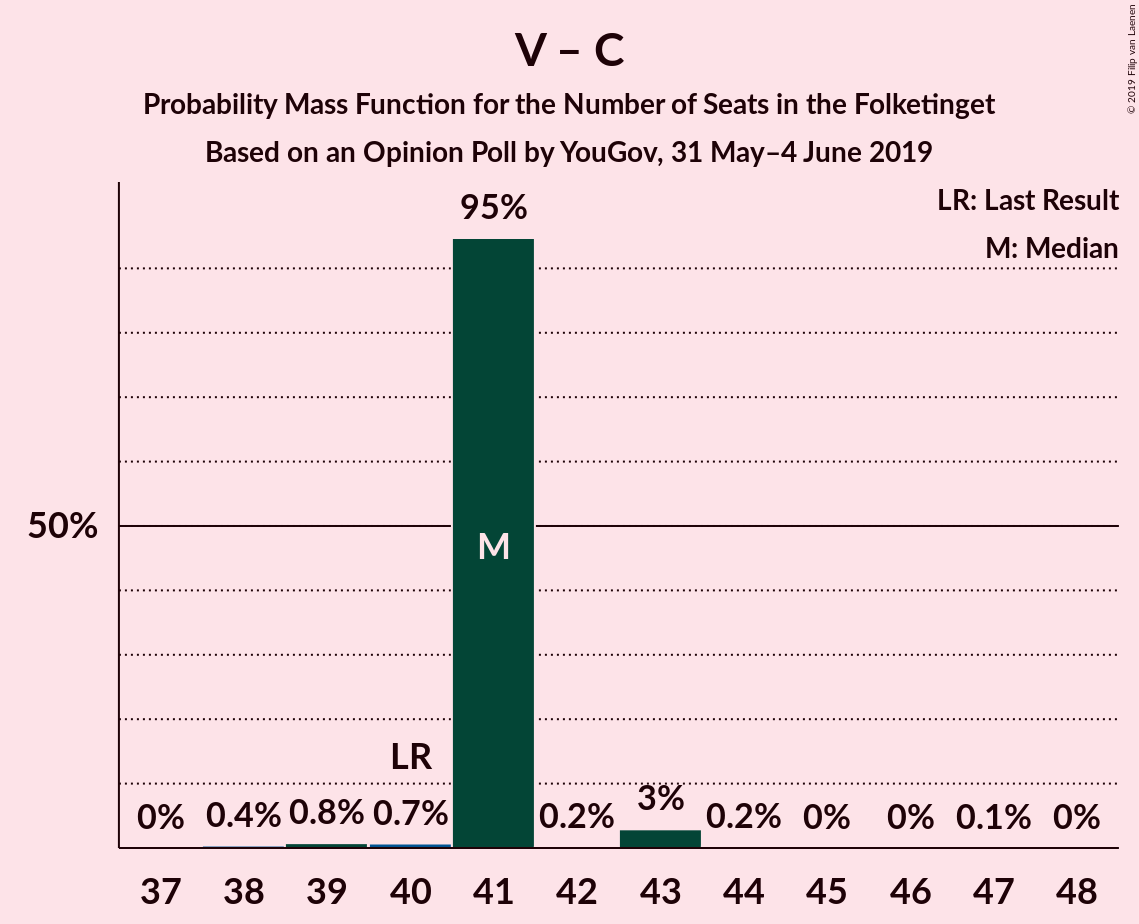 V – C
Probability Mass Function for the Number of Seats in the Folketinget
Based on an Opinion Poll by YouGov, 31 May–4 June 2019
© 2019 Filip van Laenen
LR: Last Result
M: Median
95%
50%
M
LR
0% 0.4% 0.8% 0.7% 0.2% 3% 0.2% 0% 0% 0.1% 0%
37 38 39 40 41 42 43 44 45 46 47 48